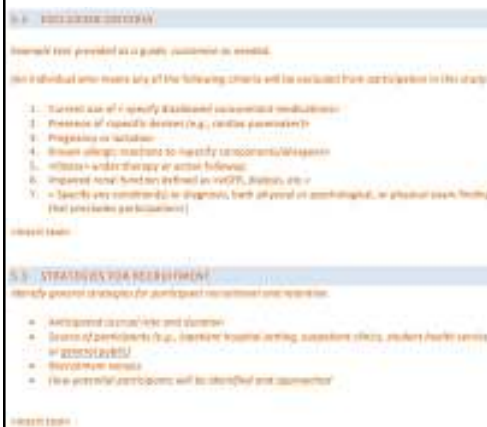 5.2 EXCLUSION CRITERIA
Example text provided as a guide, customize as needed.
An individual who meets any of the following criteria will be excluded from participation in this study:
1. Current use of < specify disallowed concomitant medications>
2. Presence of <specific devices (e.g., cardiac pacemaker)>
3. Pregnancy or lactation
4. Known allergic reactions to <specify components/allergens>
5. under therapy or active followup
6. Impaired renal function defined as <eGFR, dialysis, etc.>
7. < Specify any condition(s) or diagnosis, both physical or psychological, or physical exam finding
that precludes participation>]
<Insert text>
5.3 STRATEGIES FOR RECRUITMENT
Identify general strategies for participant recruitment and retention.
• Anticipated accrual rate and duration
• Source of participants (e.g., inpatient hospital setting, outpatient clinics, student health service,
or general public)
• Recruitment venues
• How potential participants will be identified and approached
<Insert text>